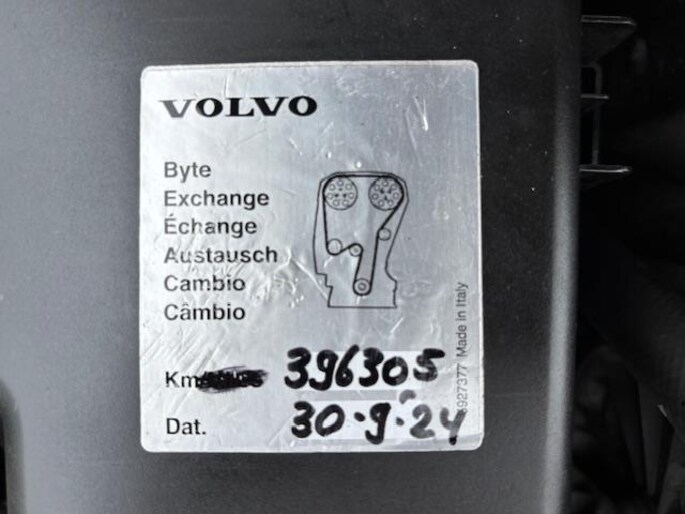 VOLVO
Byte
Exchange
Échange
Austausch
Cambio
Câmbio
Km 396305
Dat. 30.9.24
Made in Italy